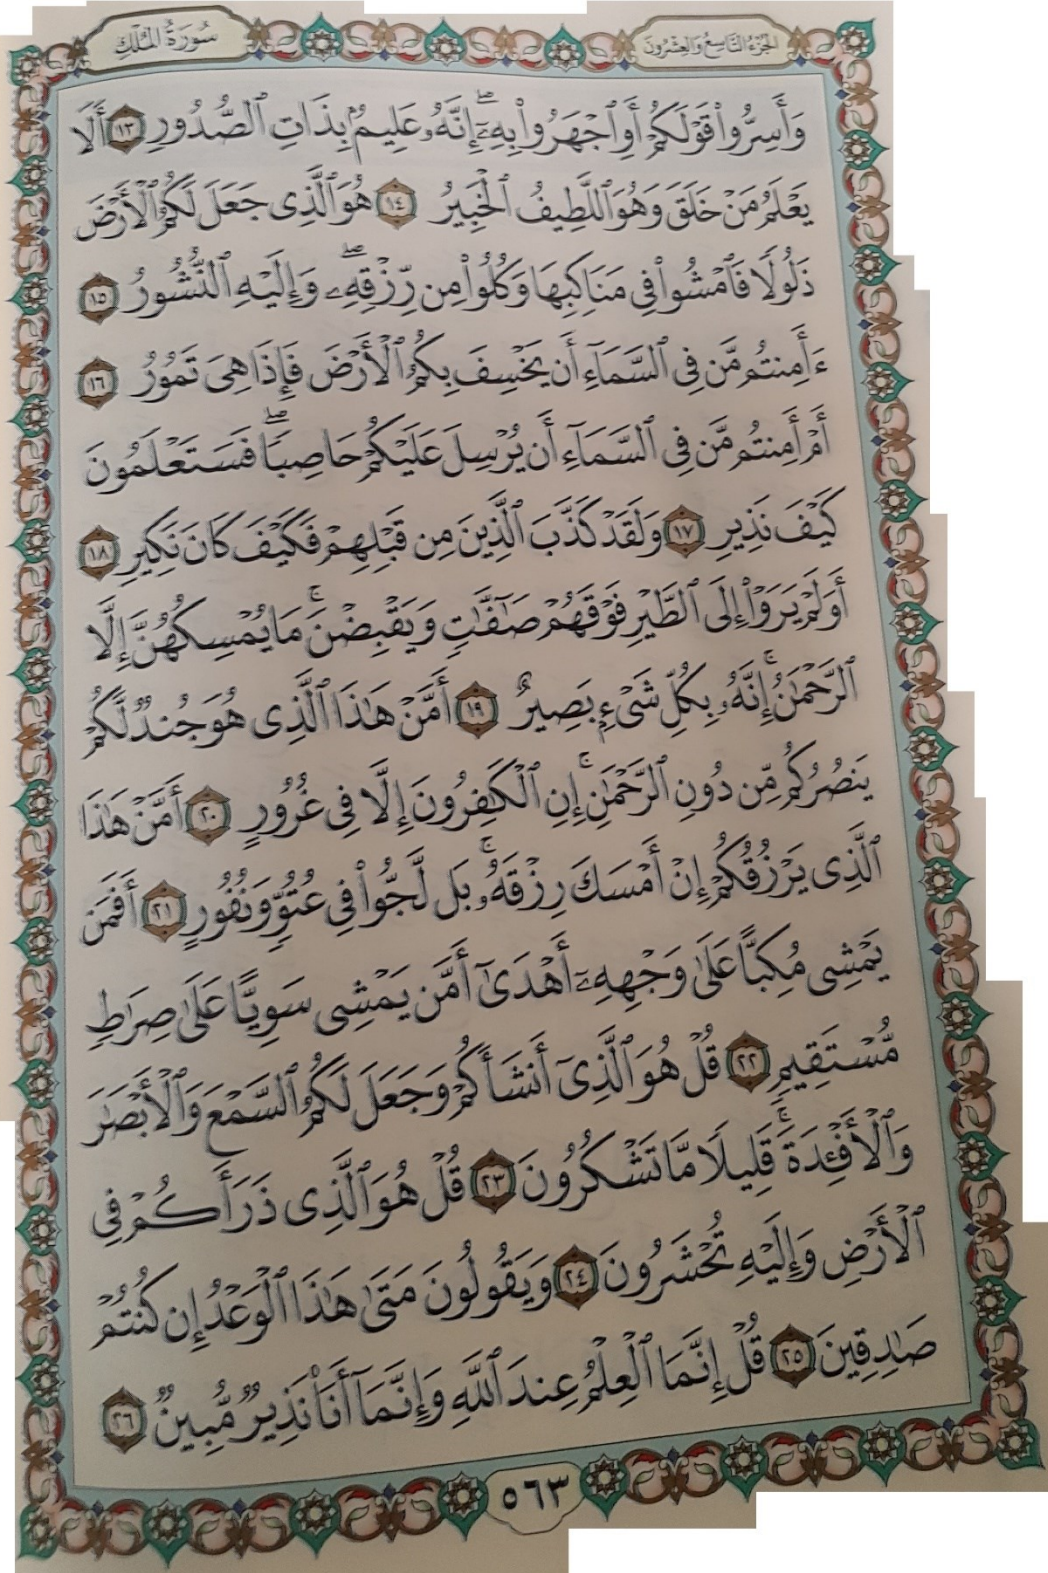 الجزء التاسع والعشرون
سورة الملك
وَأَسِرُّواْ قَوۡلَكُمۡ أَوِ ٱجۡهَرُواْ بِهِۦٓۖ إِنَّهُۥ عَلِيمُۢ بِذَاتِ ٱلصُّدُورِ ١٣ أَلَا
يَعۡلَمُ مَنۡ خَلَقَ وَهُوَ ٱللَّطِيفُ ٱلۡخَبِيرُ ١٤ هُوَ ٱلَّذِى جَعَلَ لَكُمُ ٱلۡأَرۡضَ
ذَلُولًا فَٱمۡشُواْ فِى مَنَاكِبِهَا وَكُلُواْ مِن رِّزۡقِهِۦۖ وَإِلَيۡهِ ٱلنُّشُورُ ١٥
ءَأَمِنتُم مَّن فِى ٱلسَّمَآءِ أَن يَخۡسِفَ بِكُمُ ٱلۡأَرۡضَ فَإِذَا هِىَ تَمُورُ ١٦
أَمۡ أَمِنتُم مَّن فِى ٱلسَّمَآءِ أَن يُرۡسِلَ عَلَيۡكُمۡ حَاصِبٗاۖ فَسَتَعۡلَمُونَ
كَيۡفَ نَذِيرِ ١٧ وَلَقَدۡ كَذَّبَ ٱلَّذِينَ مِن قَبۡلِهِمۡ فَكَيۡفَ كَانَ نَكِيرِ ١٨
أَوَلَمۡ يَرَوۡاْ إِلَى ٱلطَّيۡرِ فَوۡقَهُمۡ صَٰٓفَّٰتٖ وَيَقۡبِضۡنَۚ مَا يُمۡسِكُهُنَّ إِلَّا
ٱلرَّحۡمَٰنُۚ إِنَّهُۥ بِكُلِّ شَىۡءِۭ بَصِيرٌ ١٩ أَمَّنۡ هَٰذَا ٱلَّذِى هُوَ جُندٞ لَّكُمۡ
يَنصُرُكُم مِّن دُونِ ٱلرَّحۡمَٰنِۚ إِنِ ٱلۡكَٰفِرُونَ إِلَّا فِى غُرُورٍ ٢٠ أَمَّنۡ هَٰذَا
ٱلَّذِى يَرۡزُقُكُمۡ إِنۡ أَمۡسَكَ رِزۡقَهُۥۚ بَل لَّجُّواْ فِى عُتُوّٖ وَنُفُورٍ ٢١ أَفَمَن
يَمۡشِى مُكِبًّا عَلَىٰ وَجۡهِهِۦٓ أَهۡدَىٰٓ أَمَّن يَمۡشِى سَوِيًّا عَلَىٰ صِرَٰطٖ
مُّسۡتَقِيمٖ ٢٢ قُلۡ هُوَ ٱلَّذِىٓ أَنشَأَكُمۡ وَجَعَلَ لَكُمُ ٱلسَّمۡعَ وَٱلۡأَبۡصَٰرَ
وَٱلۡأَفۡـِٔدَةَۚ قَلِيلٗا مَّا تَشۡكُرُونَ ٢٣ قُلۡ هُوَ ٱلَّذِى ذَرَأَكُمۡ فِى
ٱلۡأَرۡضِ وَإِلَيۡهِ تُحۡشَرُونَ ٢٤ وَيَقُولُونَ مَتَىٰ هَٰذَا ٱلۡوَعۡدُ إِن كُنتُمۡ
صَٰدِقِينَ ٢٥ قُلۡ إِنَّمَا ٱلۡعِلۡمُ عِندَ ٱللَّهِ وَإِنَّمَآ أَنَا۠ نَذِيرٞ مُّبِينٞ ٢٦
٥٦٣